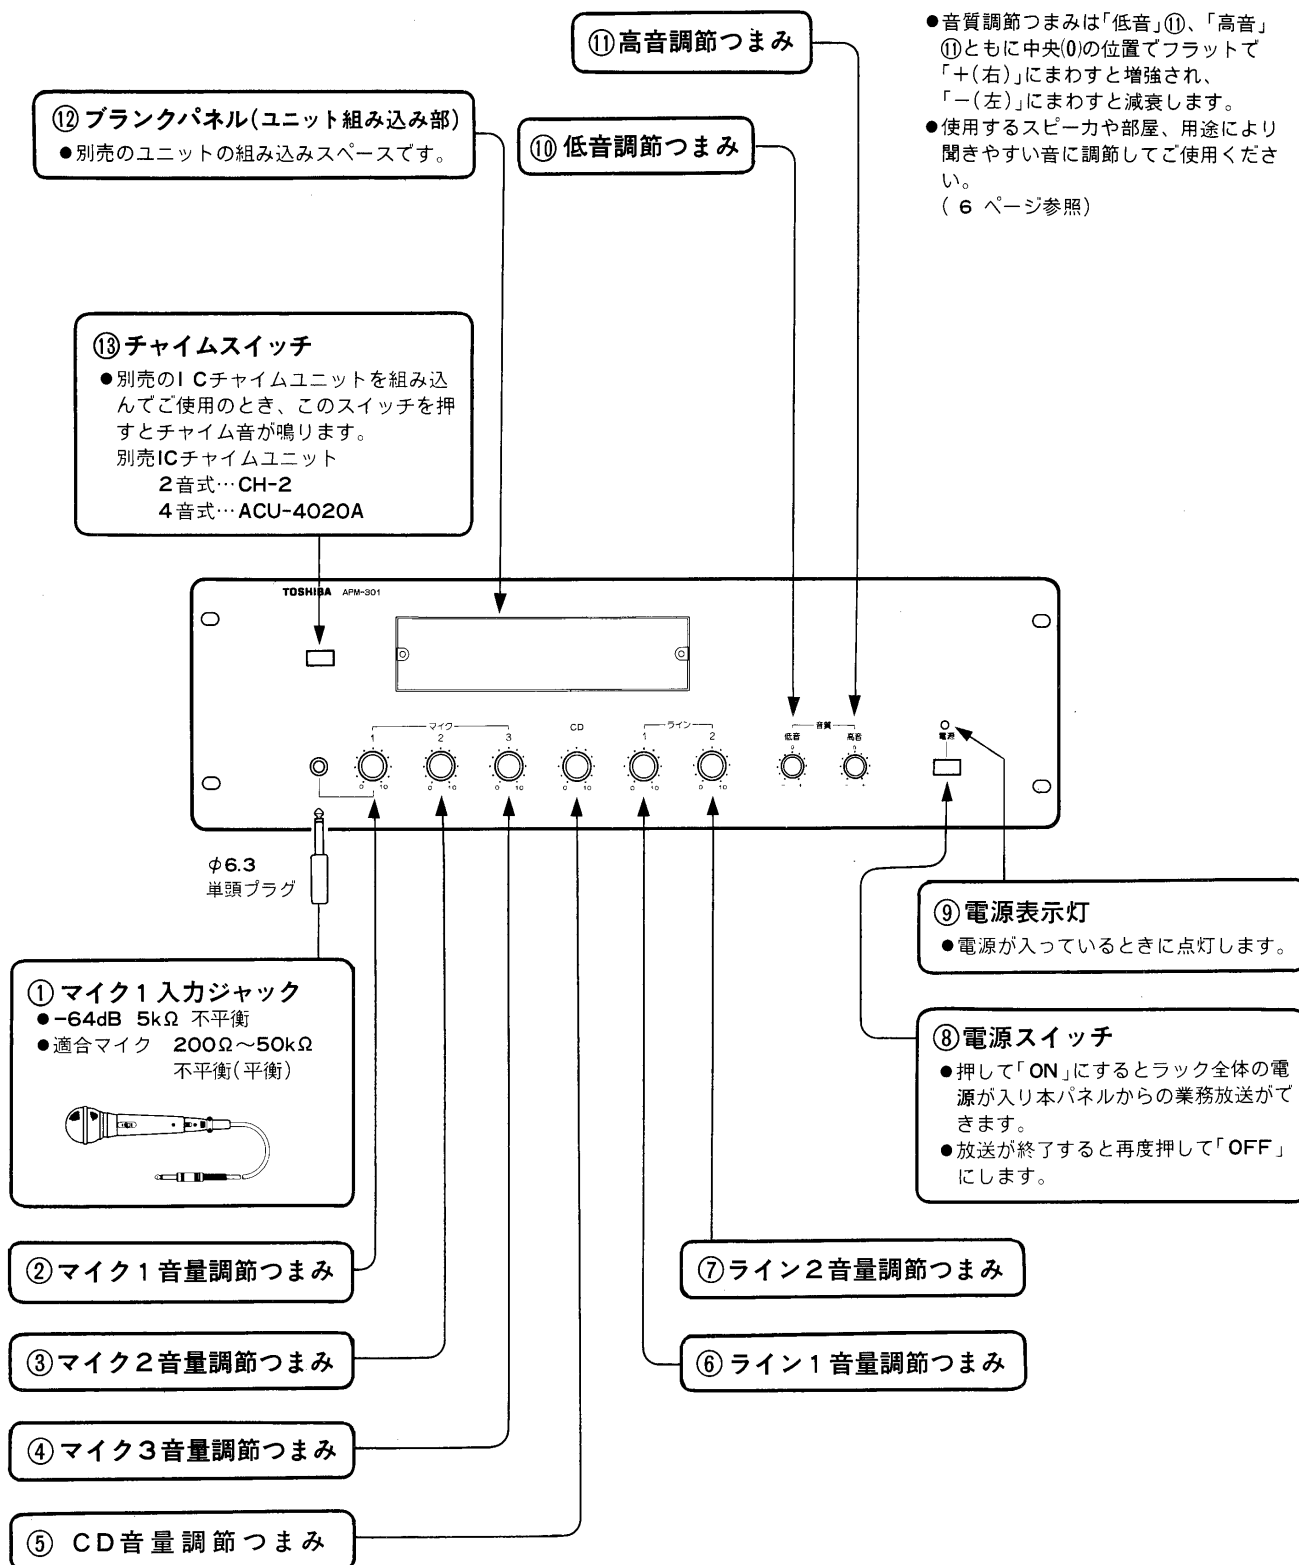 ⑪高音調節つまみ
●音質調節つまみは「低音」⑪、「高音」
⑪ともに中央(0)の位置でフラットで
「＋(右)」にまわすと増強され、
「－(左)」にまわすと減衰します。
●使用するスピーカや部屋、用途により
聞きやすい音に調節してご使用くださ
い。
( 6 ページ参照)
⑫ブランクパネル(ユニット組み込み部)
●別売のユニットの組み込みスペースです。
⑩低音調節つまみ
⑬チャイムスイッチ
●別売のICチャイムユニットを組み込
んでご使用のとき、このスイッチを押
すとチャイム音が鳴ります。
別売ICチャイムユニット
2音式…CH-2
4音式…ACU-4020A
TOSHIBA APM-301
マイク CD ライン 音質
1 2 3 1 2 低音 高音 電源
0 0
0 10 0 10 0 10 0 10 0 10 0 10 − + − +
φ6.3
単頭プラグ
①マイク1入力ジャック
●-64dB 5kΩ 不平衡
●適合マイク 200Ω～50kΩ
不平衡(平衡)
⑨電源表示灯
●電源が入っているときに点灯します。
⑧電源スイッチ
●押して「ON」にするとラック全体の電
源が入り本パネルからの業務放送がで
きます。
●放送が終了すると再度押して「OFF」
にします。
②マイク1音量調節つまみ
⑦ライン2音量調節つまみ
③マイク2音量調節つまみ
⑥ライン1音量調節つまみ
④マイク3音量調節つまみ
⑤ CD音量調節つまみ